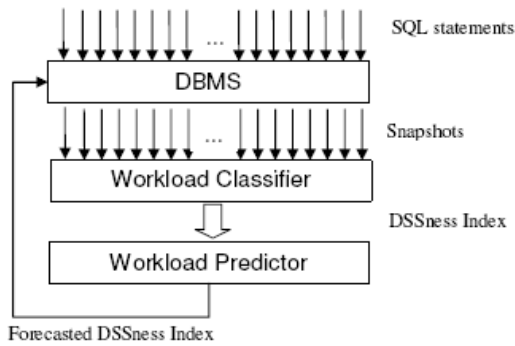 SQL statements
...
DBMS
Snapshots
...
Workload Classifier
DSSness Index
Workload Predictor
Forecasted DSSness Index